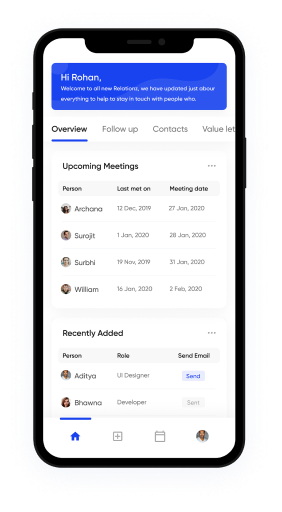 Hi Rohan,
Welcome to all new Relationz, we have updated just abour
everything to help to stay in touch with people who.
Overview Follow up Contacts Value let
Upcoming Meetings
Person Last met on Meeting date
Archana 12 Dec, 2019 27 Jan, 2020
Surojit 1 Jan, 2020 28 Jan, 2020
Surbhi 19 Nov, 2019 31 Jan, 2020
William 16 Jan, 2020 2 Feb, 2020
Recently Added
Person Role Send Email
Aditya UI Designer Send
Bhawna Developer Sent